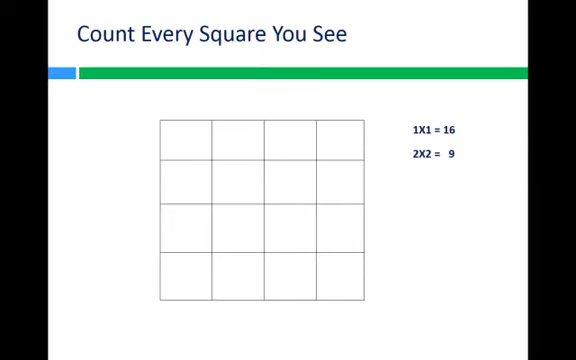 Count Every Square You See
1X1 = 16
2X2 = 9